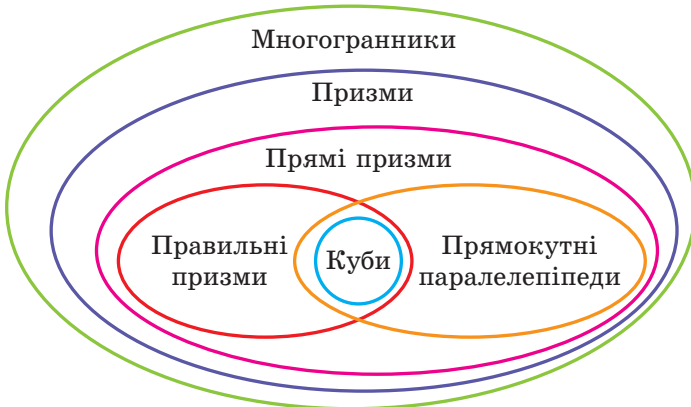 Многогранники
Призми
Прямі призми
Правильні
призми
Куби
Прямокутні
паралелепіпеди